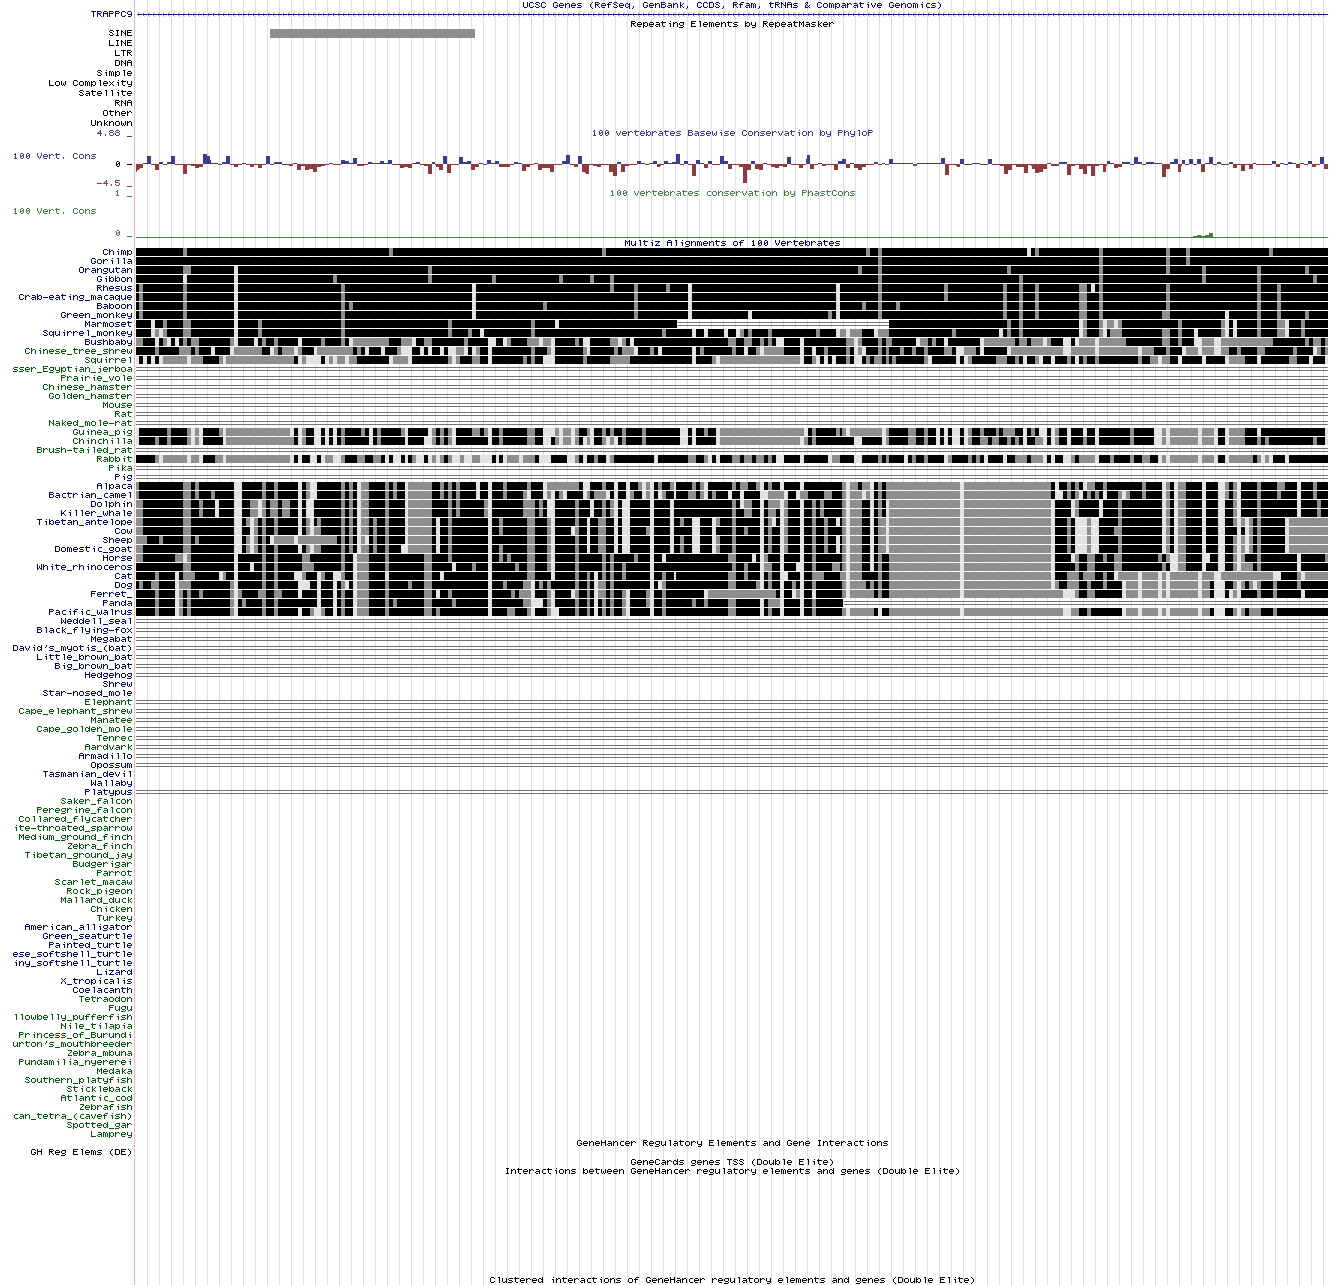 UCSC Genes (RefSeq, GenBank, CCDS, Rfam, tRNAs & Comparative Genomics)
TRAPPC9
Repeating Elements by RepeatMasker
SINE
LINE
LTR
DNA
Simple
Low Complexity
Satellite
RNA
Other
Unknown
4.88 _
100 vertebrates Basewise Conservation by PhyloP
100 Vert. Cons
0 -
-4.5 _
100 vertebrates conservation by PhastCons
1 _
100 Vert. Cons
0 _
Multiz Alignments of 100 Vertebrates
Chimp
Gorilla
Orangutan
Gibbon
Rhesus
Crab-eating_macaque
Baboon
Green_monkey
Marmoset
Squirrel_monkey
Bushbaby
Chinese_tree_shrew
Squirrel
sser_Egyptian_jerboa
Prairie_vole
Chinese_hamster
Golden_hamster
Mouse
Rat
Naked_mole-rat
Guinea_pig
Chinchilla
Brush-tailed_rat
Rabbit
Pika
Pig
Alpaca
Bactrian_camel
Dolphin
Killer_whale
Tibetan_antelope
Cow
Sheep
Domestic_goat
Horse
White_rhinoceros
Cat
Dog
Ferret_
Panda
Pacific_walrus
Weddell_seal
Black_flying-fox
Megabat
David's_myotis_(bat)
Little_brown_bat
Big_brown_bat
Hedgehog
Shrew
Star-nosed_mole
Elephant
Cape_elephant_shrew
Manatee
Cape_golden_mole
Tenrec
Aardvark
Armadillo
Opossum
Tasmanian_devil
Wallaby
Platypus
Saker_falcon
Peregrine_falcon
Collared_flycatcher
ite-throated_sparrow
Medium_ground_finch
Zebra_finch
Tibetan_ground_jay
Budgerigar
Parrot
Scarlet_macaw
Rock_pigeon
Mallard_duck
Chicken
Turkey
American_alligator
Green_seaturtle
Painted_turtle
ese_softshell_turtle
iny_softshell_turtle
Lizard
X_tropicalis
Coelacanth
Tetraodon
Fugu
llowbelly_pufferfish
Nile_tilapia
Princess_of_Burundi
urton's_mouthbreeder
Zebra_mbuna
Pundamilia_nyererei
Medaka
Southern_platyfish
Stickleback
Atlantic_cod
Zebrafish
can_tetra_(cavefish)
Spotted_gar
Lamprey
GeneHancer Regulatory Elements and Gene Interactions
GH Reg Elems (DE)
GeneCards genes TSS (Double Elite)
Interactions between GeneHancer regulatory elements and genes (Double Elite)
Clustered interactions of GeneHancer regulatory elements and genes (Double Elite)